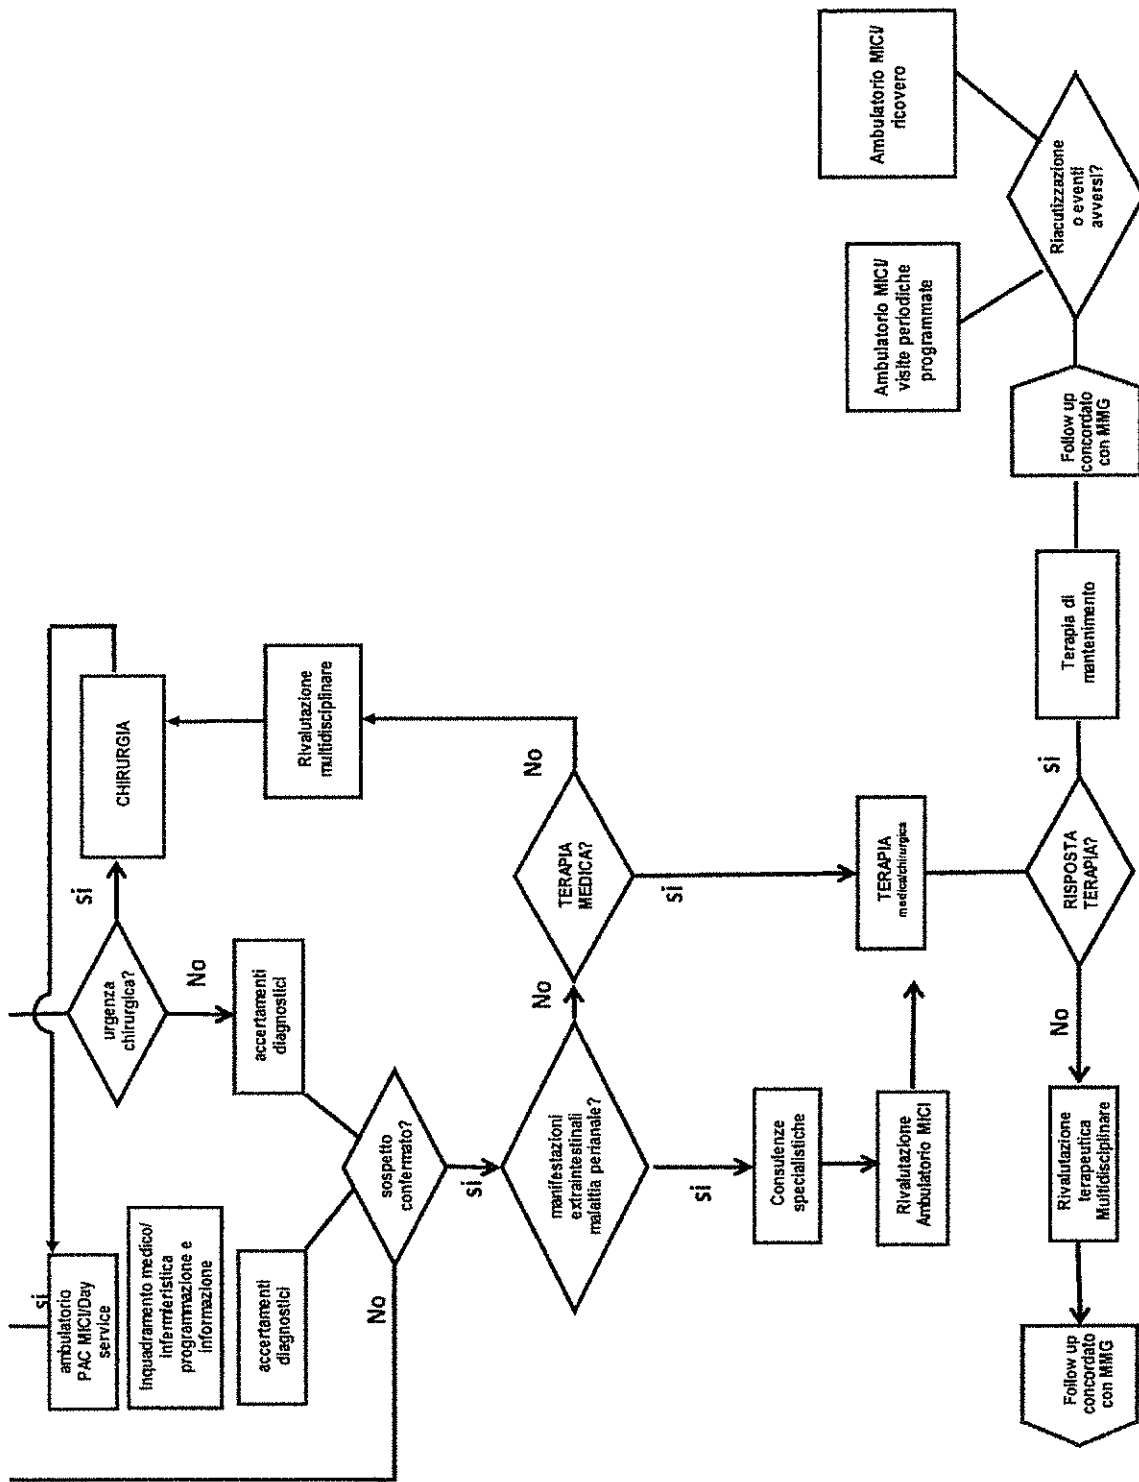 si
ambulatorio
PAC MICI/Day
service
urgenza
chirurgica?
si
CHIRURGIA
No
Inquadramento medico/
infermieristica
programmazione e
informazione
accertamenti
diagnostici
accertamenti
diagnostici
Rivalutazione
multidisciplinare
No
sospetto
confermato?
si
manifestazioni
extraintestinali
malattia perianale?
No
TERAPIA
MEDICA?
No
si
si
Consulenze
specialistiche
Rivalutazione
Ambulatorio MICI
TERAPIA
medica/chirurgica
Ambulatorio MICI/
visite periodiche
programmate
Ambulatorio MICI/
ricovero
Follow up
concordato
con MMG
Rivalutazione
terapeutica
Multidisciplinare
No
RISPOSTA
TERAPIA?
si
Terapia di
mantenimento
Follow up
concordato
con MMG
Riacutizzazione
o eventi
avversi?